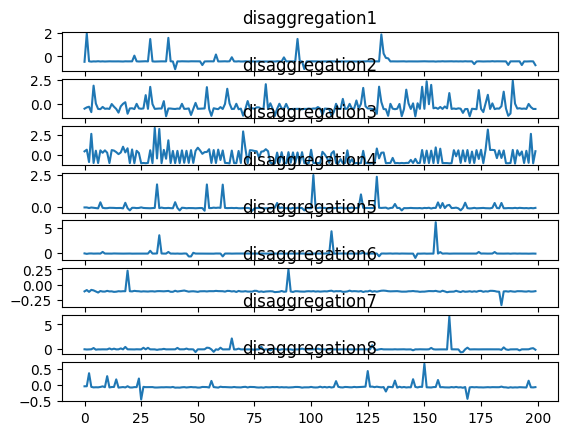 disaggregation1
2
0
disaggregation2
2.5
0.0
disaggregation3
2.5
0.0
disaggregation4
2.5
0.0
disaggregation5
5
0
disaggregation6
0.25
0.00
−0.25
disaggregation7
5
0
disaggregation8
0.5
0.0
−0.5
0 25 50 75 100 125 150 175 200